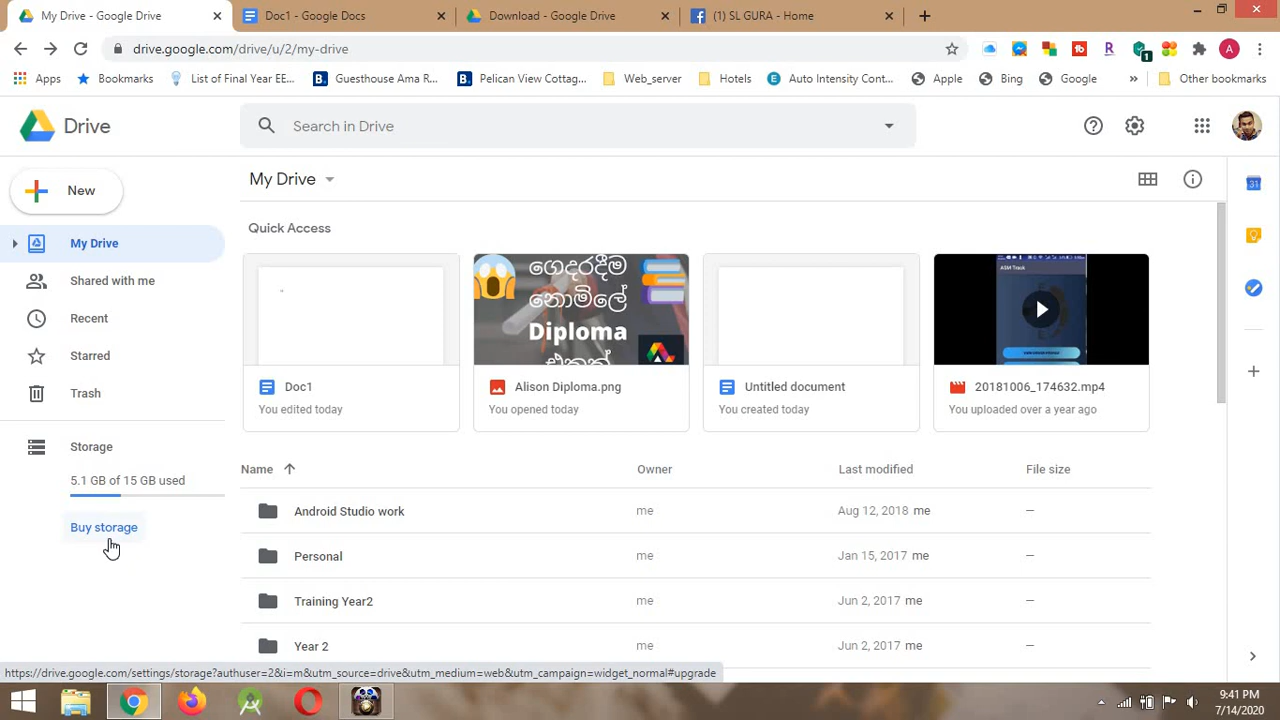 My Drive - Google Drive
Doc1 - Google Docs
Download - Google Drive
(1) SL GURA - Home
drive.google.com/drive/u/2/my-drive
1
A
Apps
Bookmarks
List of Final Year EE...
Guesthouse Ama R...
Pelican View Cottag...
Web_server
Hotels
Auto Intensity Cont...
Apple
Bing
Google
»
Other bookmarks
Drive
Search in Drive
New
My Drive
31
My Drive
Shared with me
Recent
Starred
Trash
Storage
5.1 GB of 15 GB used
Buy storage
Quick Access
ගෙදරදීම
නොමිලේ
Diploma
එකක්
ASM Track
Doc1
You edited today
Alison Diploma.png
You opened today
Untitled document
You created today
20181006_174632.mp4
You uploaded over a year ago
Name
Owner
Last modified
File size
Android Studio work
me
Aug 12, 2018 me
—
Personal
me
Jan 15, 2017 me
—
Training Year2
me
Jun 2, 2017 me
—
Year 2
me
Jun 2, 2017 me
—
https://drive.google.com/settings/storage?authuser=2&i=m&utm_source=drive&utm_medium=web&utm_campaign=widget_normal#upgrade
9:41 PM
7/14/2020